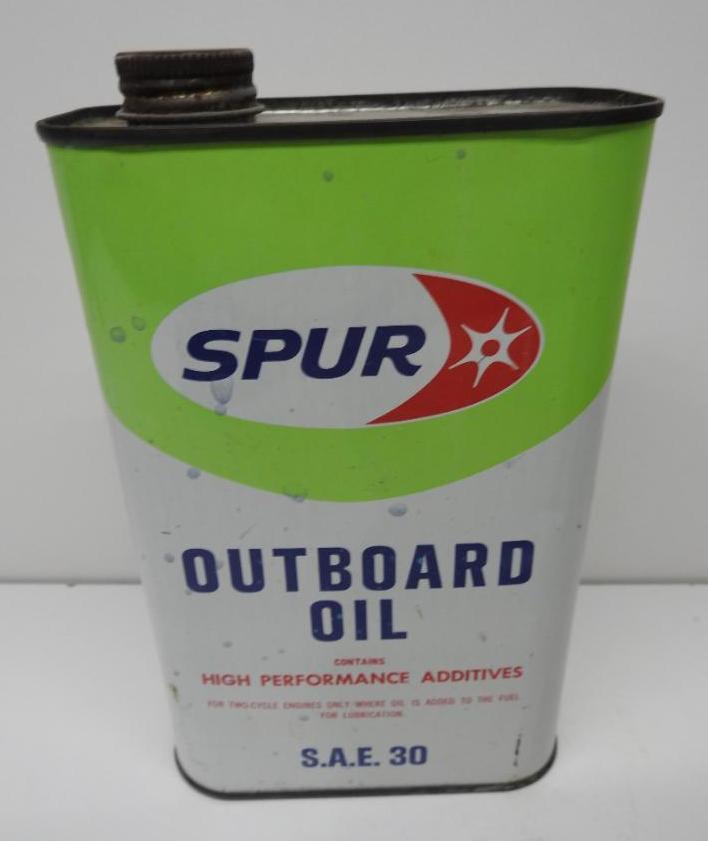 SPUR
OUTBOARD
OIL
CONTAINS
HIGH PERFORMANCE ADDITIVES
FOR TWO-CYCLE ENGINES ONLY WHERE OIL IS ADDED TO THE FUEL
FOR LUBRICATION.
S.A.E. 30